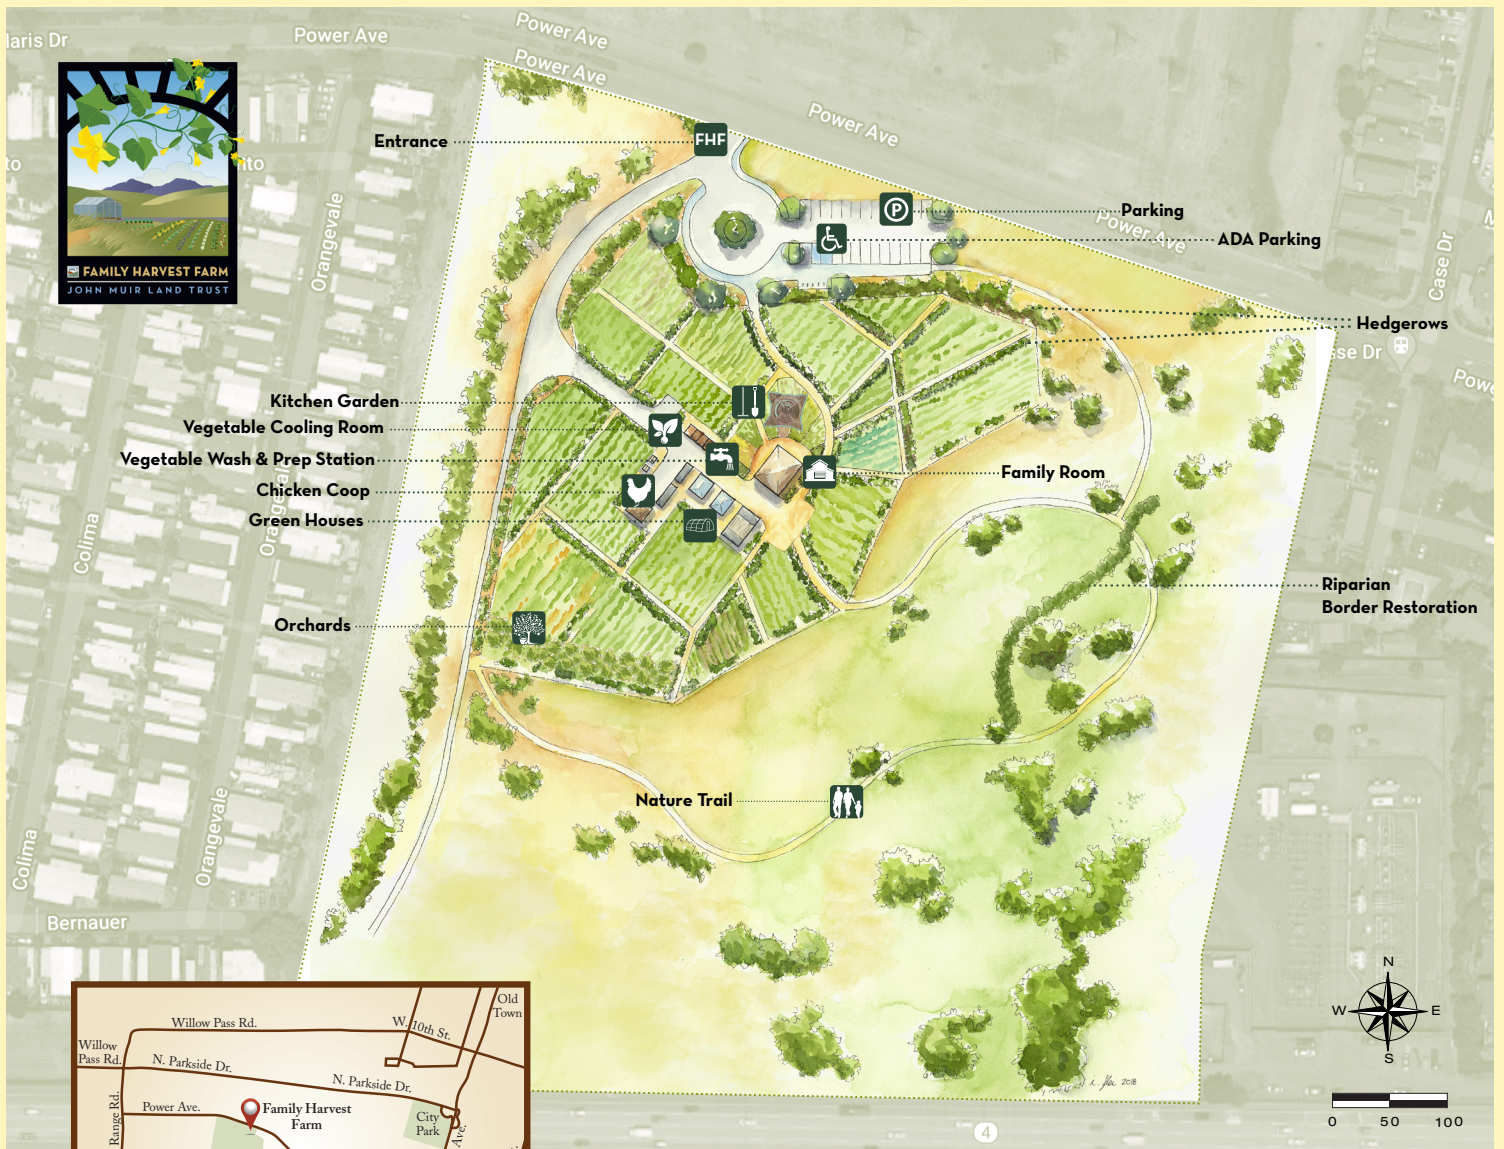 laris Dr
Power Ave
Power Ave
Power Ave
Power Ave
Power Ave
Orangevale
Case Dr
FAMILY HARVEST FARM
JOHN MUIR LAND TRUST
Entrance
FHF
P
Parking
ADA Parking
Hedgerows
Kitchen Garden
Vegetable Cooling Room
Vegetable Wash & Prep Station
Chicken Coop
Green Houses
Family Room
Riparian
Border Restoration
Orchards
Nature Trail
Colima
Orangevale
Colima
Bernauer
N
W
E
S
0 50 100
4
2018
Old
Town
Willow Pass Rd.
W. 10th St.
Willow
Pass Rd.
N. Parkside Dr.
N. Parkside Dr.
Power Ave.
Range Rd.
Family Harvest
Farm
City
Park
Ave.